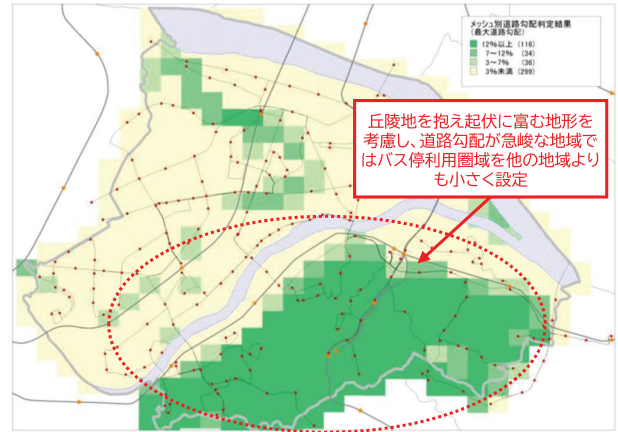 メッシュ別道路勾配判定結果
(最大道路勾配)
12%以上 (116)
7~12% (34)
3~7% (36)
3%未満 (299)
丘陵地を抱え起伏に富む地形を
考慮し、道路勾配が急峻な地域で
はバス停利用圏域を他の地域より
も小さく設定